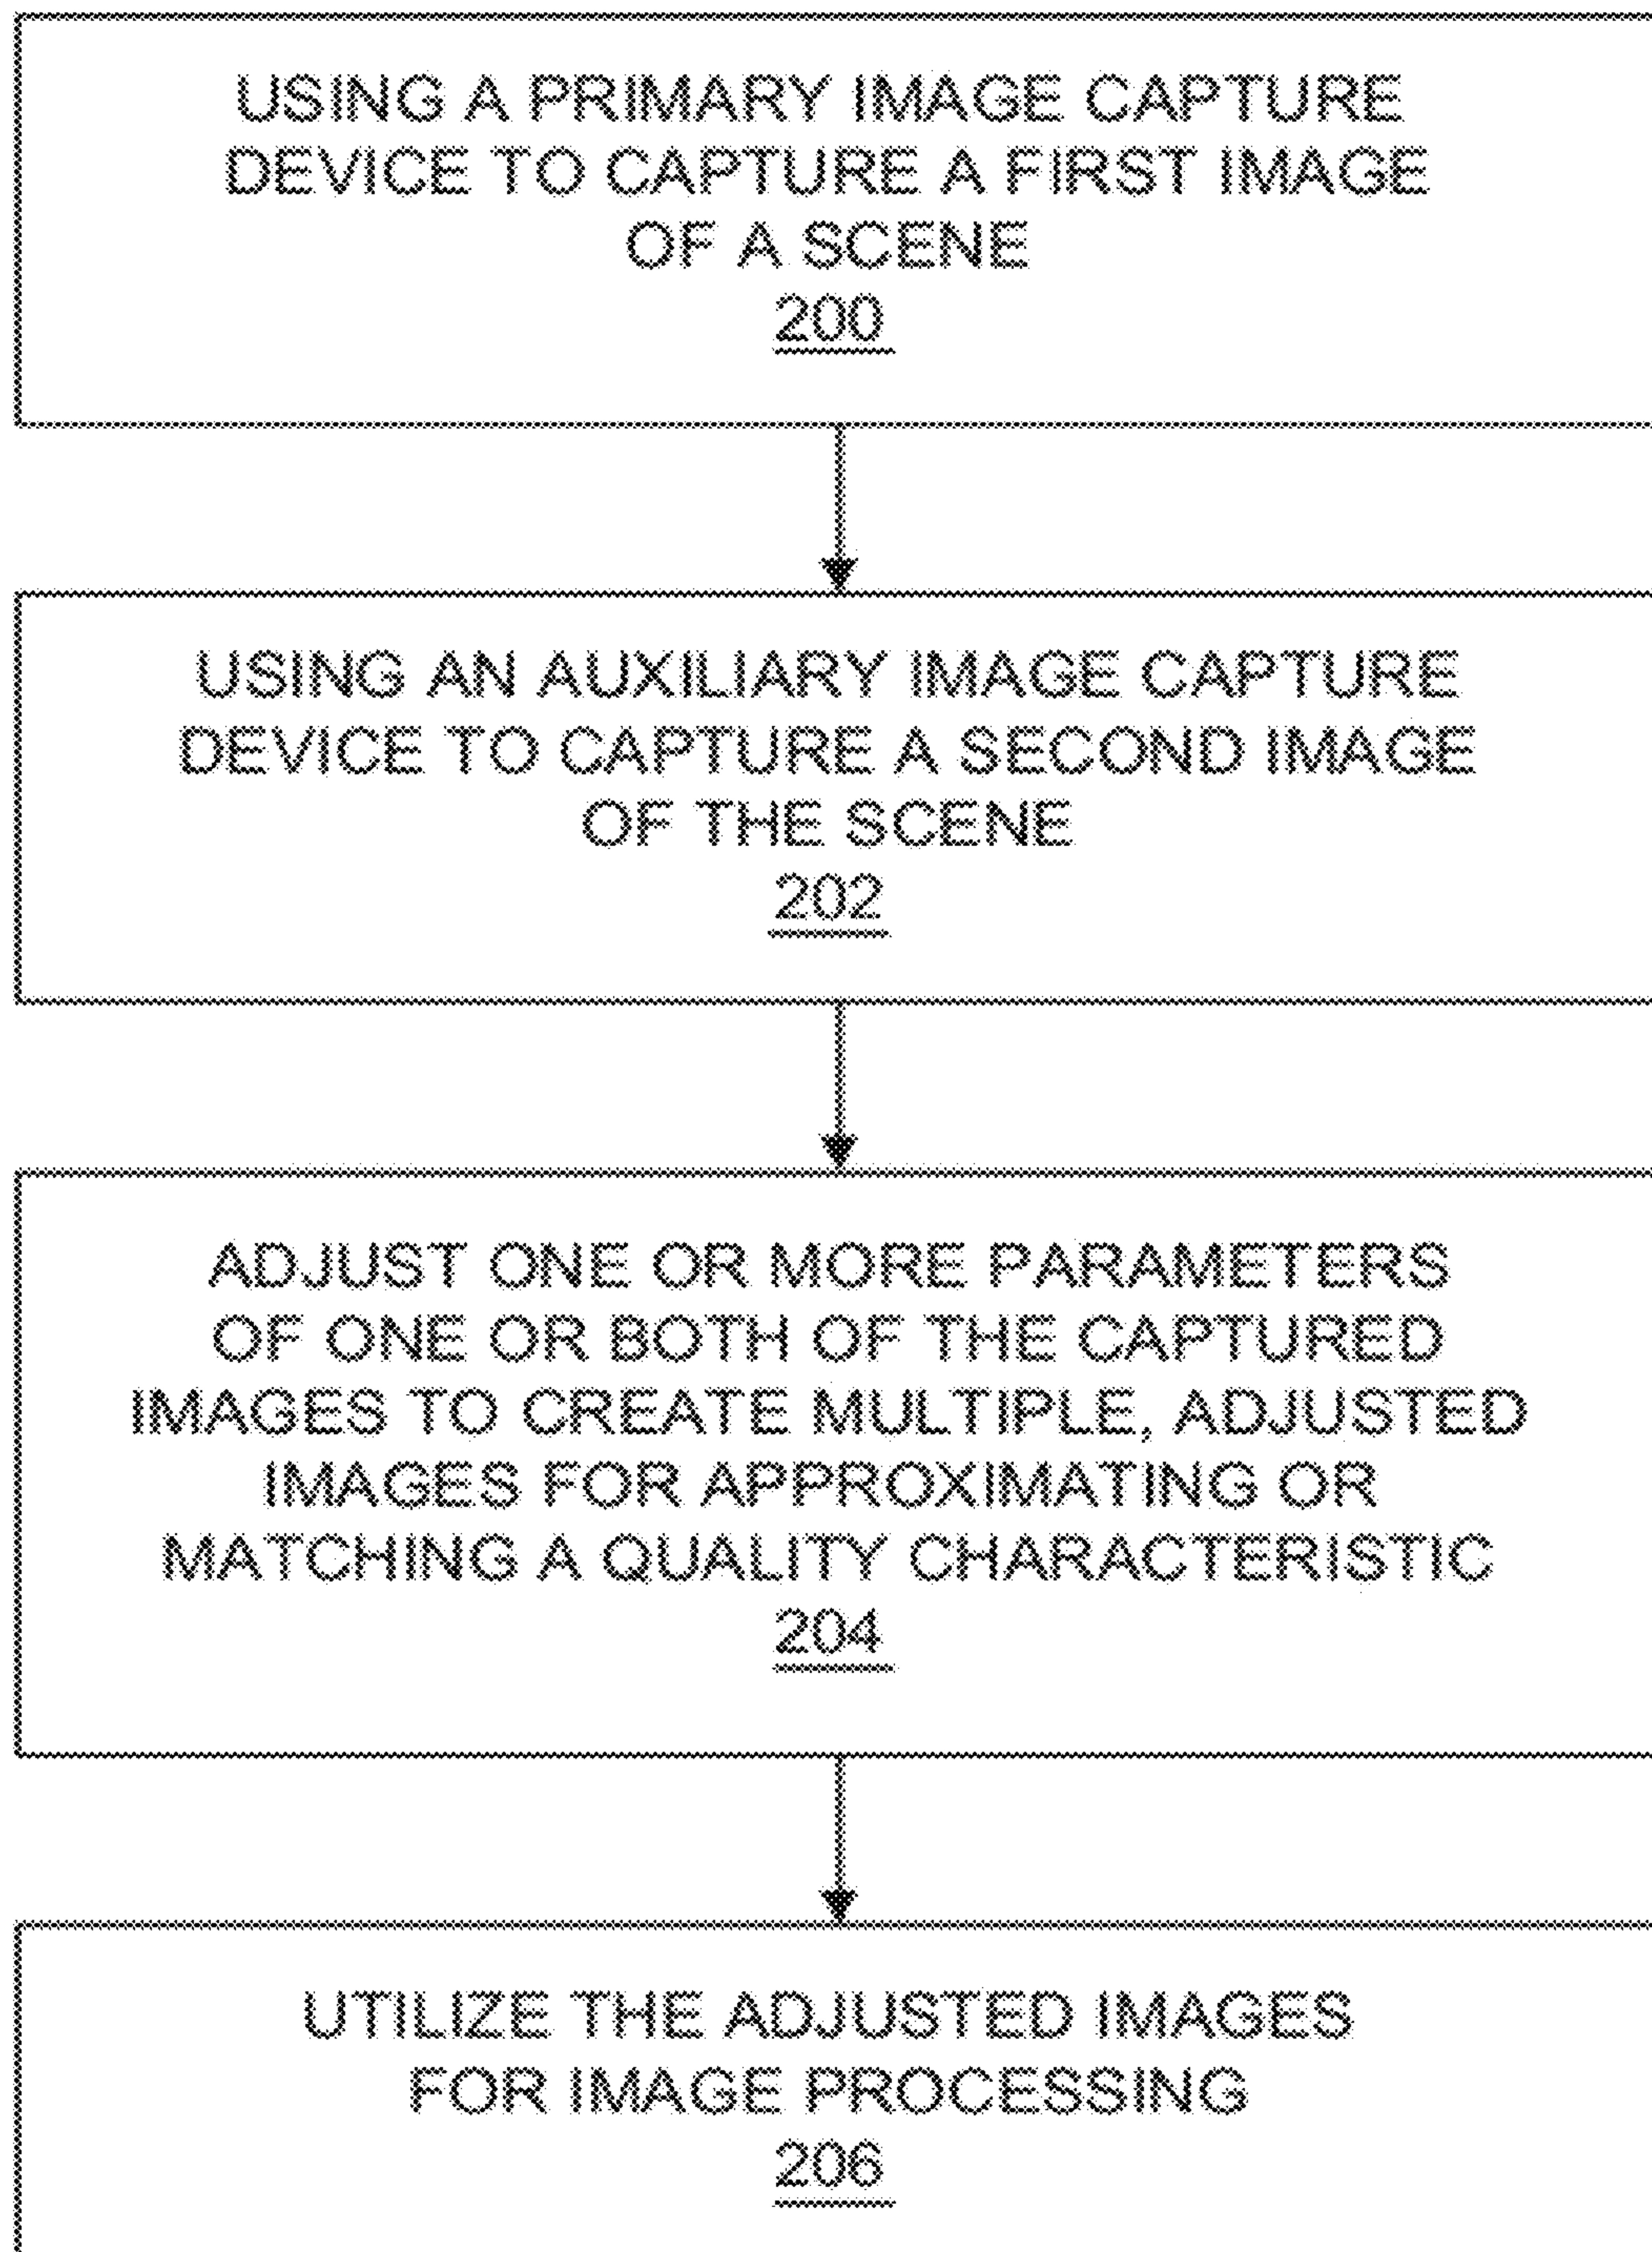 USING A PRIMARY IMAGE CAPTURE
DEVICE TO CAPTURE A FIRST IMAGE
OF A SCENE
200
USING AN AUXILIARY IMAGE CAPTURE
DEVICE TO CAPTURE A SECOND IMAGE
OF THE SCENE
202
ADJUST ONE OR MORE PARAMETERS
OF ONE OR BOTH OF THE CAPTURED
IMAGES TO CREATE MULTIPLE, ADJUSTED
IMAGES FOR APPROXIMATING OR
MATCHING A QUALITY CHARACTERISTIC
204
UTILIZE THE ADJUSTED IMAGES
FOR IMAGE PROCESSING
206